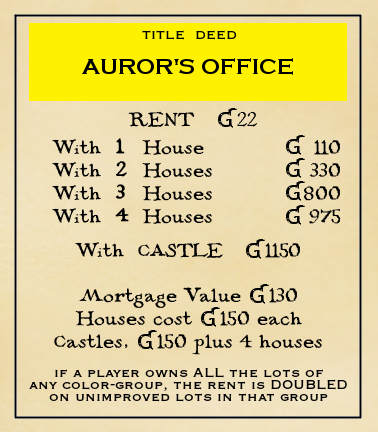 TITLE DEED
AUROR'S OFFICE
RENT G22
With 1 House G 110
With 2 Houses G 330
With 3 Houses G800
With 4 Houses G 975
With CASTLE G1150
Mortgage Value G130
Houses cost G150 each
Castles, G150 plus 4 houses
IF A PLAYER OWNS ALL THE LOTS OF
ANY COLOR-GROUP, THE RENT IS DOUBLED
ON UNIMPROVED LOTS IN THAT GROUP